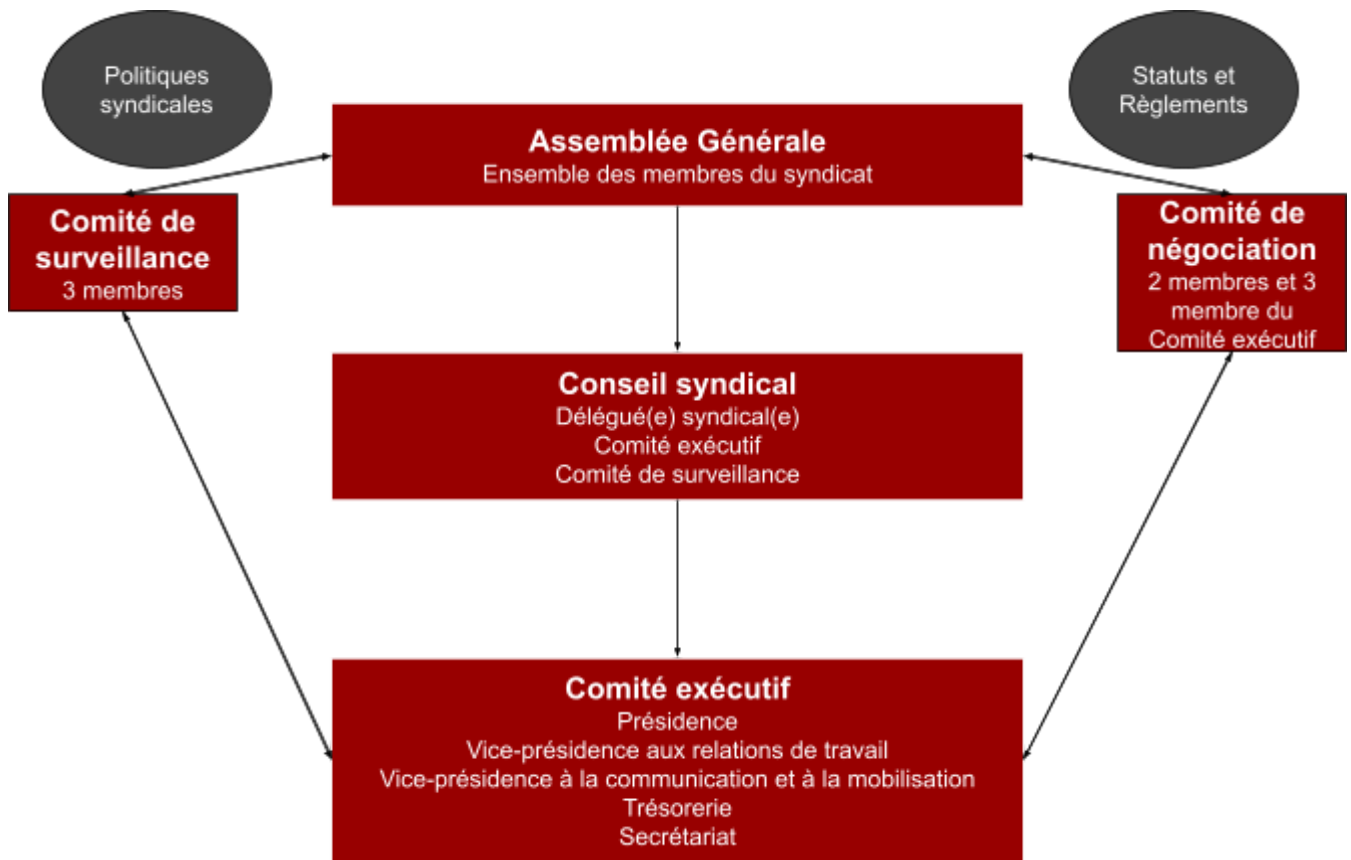 Politiques
syndicales
Statuts et
Règlements
Assemblée Générale
Ensemble des membres du syndicat
Comité de
surveillance
3 membres
Comité de
négociation
2 membres et 3
membre du
Comité exécutif
Conseil syndical
Délégué(e) syndical(e)
Comité exécutif
Comité de surveillance
Comité exécutif
Présidence
Vice-présidence aux relations de travail
Vice-présidence à la communication et à la mobilisation
Trésorerie
Secrétariat